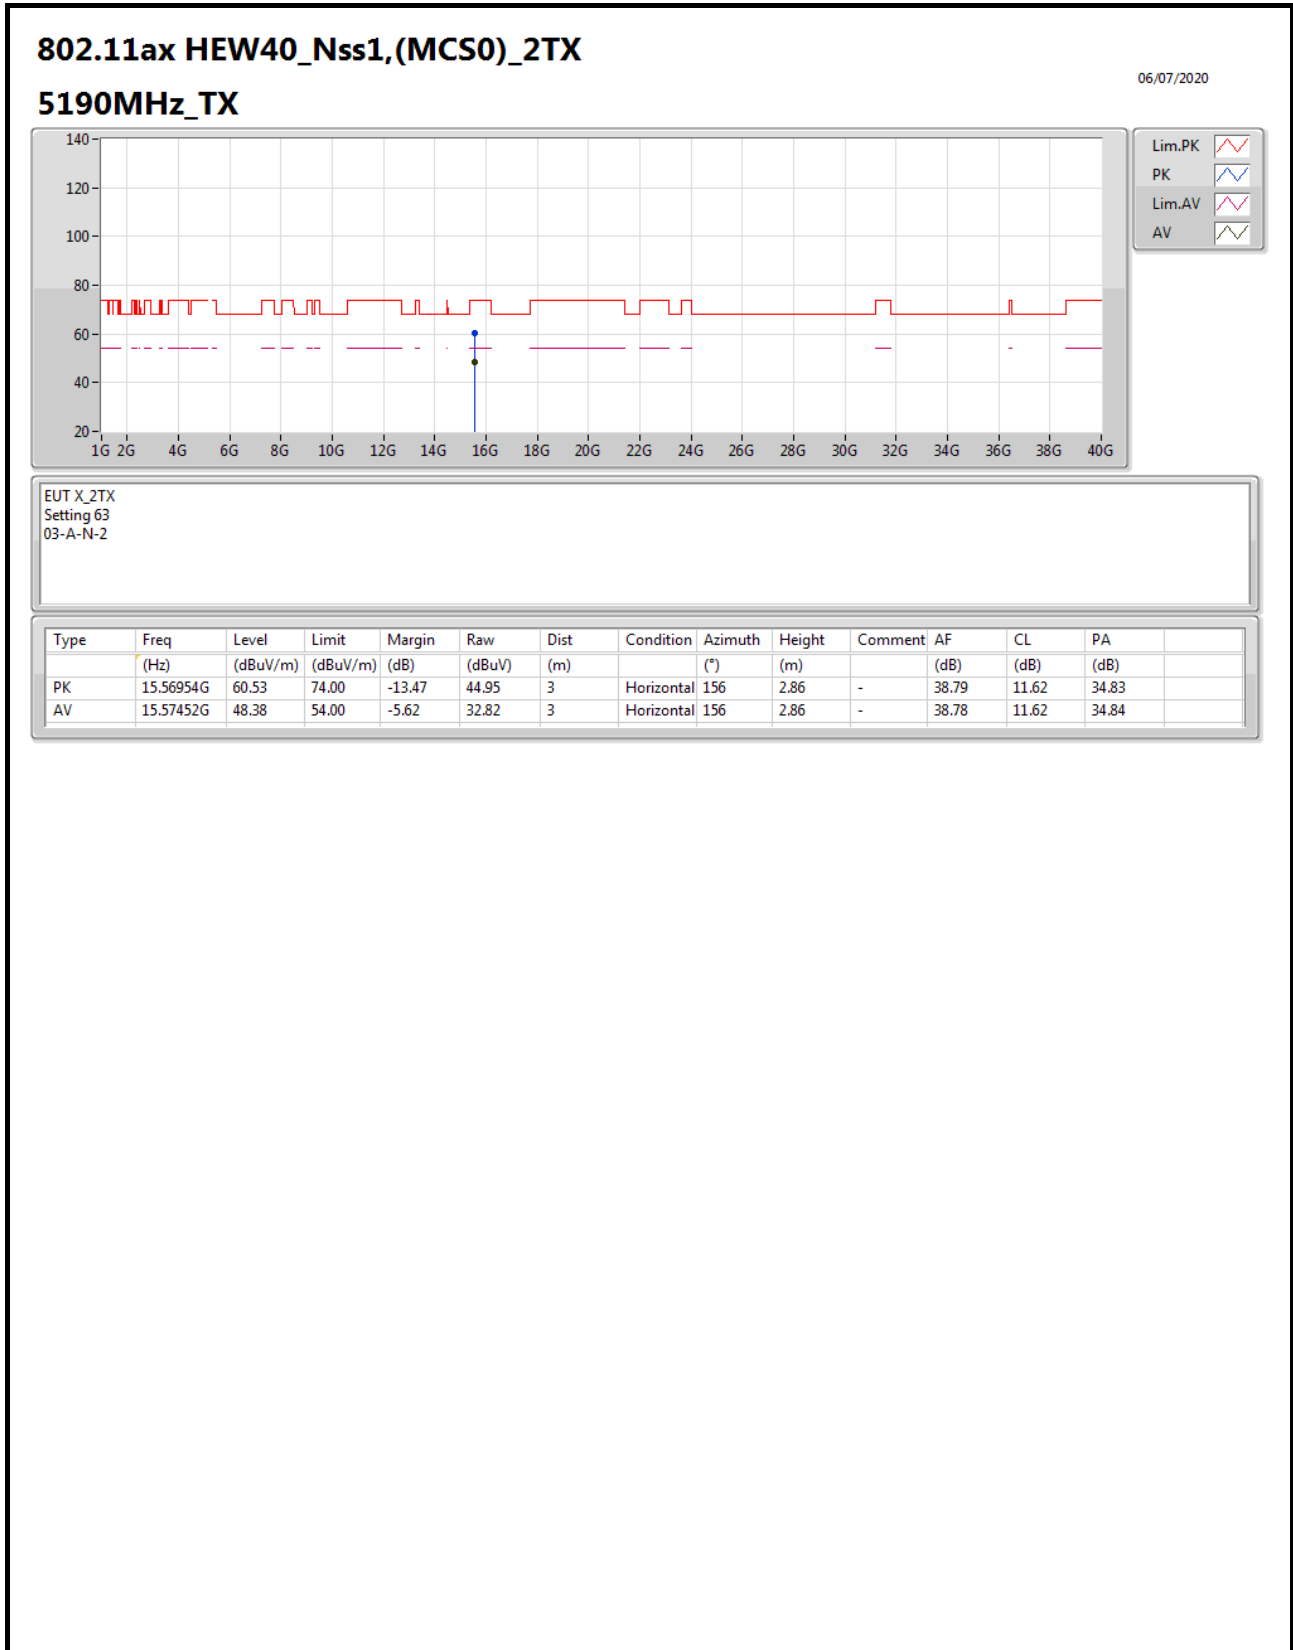 802.11ax HEW40_Nss1,(MCS0)_2TX
06/07/2020
5190MHz_TX
140
120
100
80
60
40
20
1G 2G 4G 6G 8G 10G 12G 14G 16G 18G 20G 22G 24G 26G 28G 30G 32G 34G 36G 38G 40G
Lim.PK
PK
Lim.AV
AV
EUT X_2TX
Setting 63
03-A-N-2
Type Freq Level Limit Margin Raw Dist Condition Azimuth Height Comment AF CL PA
(Hz) (dBuV/m) (dBuV/m) (dB) (dBuV) (m) (°) (m) (dB) (dB) (dB)
PK 15.56954G 60.53 74.00 -13.47 44.95 3 Horizontal 156 2.86 - 38.79 11.62 34.83
AV 15.57452G 48.38 54.00 -5.62 32.82 3 Horizontal 156 2.86 - 38.78 11.62 34.84